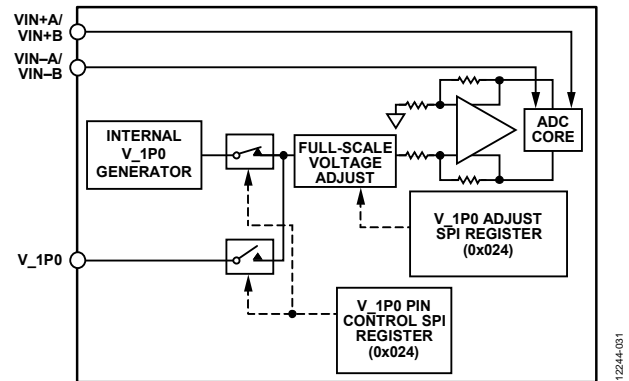 VIN+A/
VIN+B
VIN–A/
VIN–B
INTERNAL
V_1P0
GENERATOR
FULL-SCALE
VOLTAGE
ADJUST
ADC
CORE
V_1P0 ADJUST
SPI REGISTER
(0x024)
V_1P0
V_1P0 PIN
CONTROL SPI
REGISTER
(0x024)
12244-031